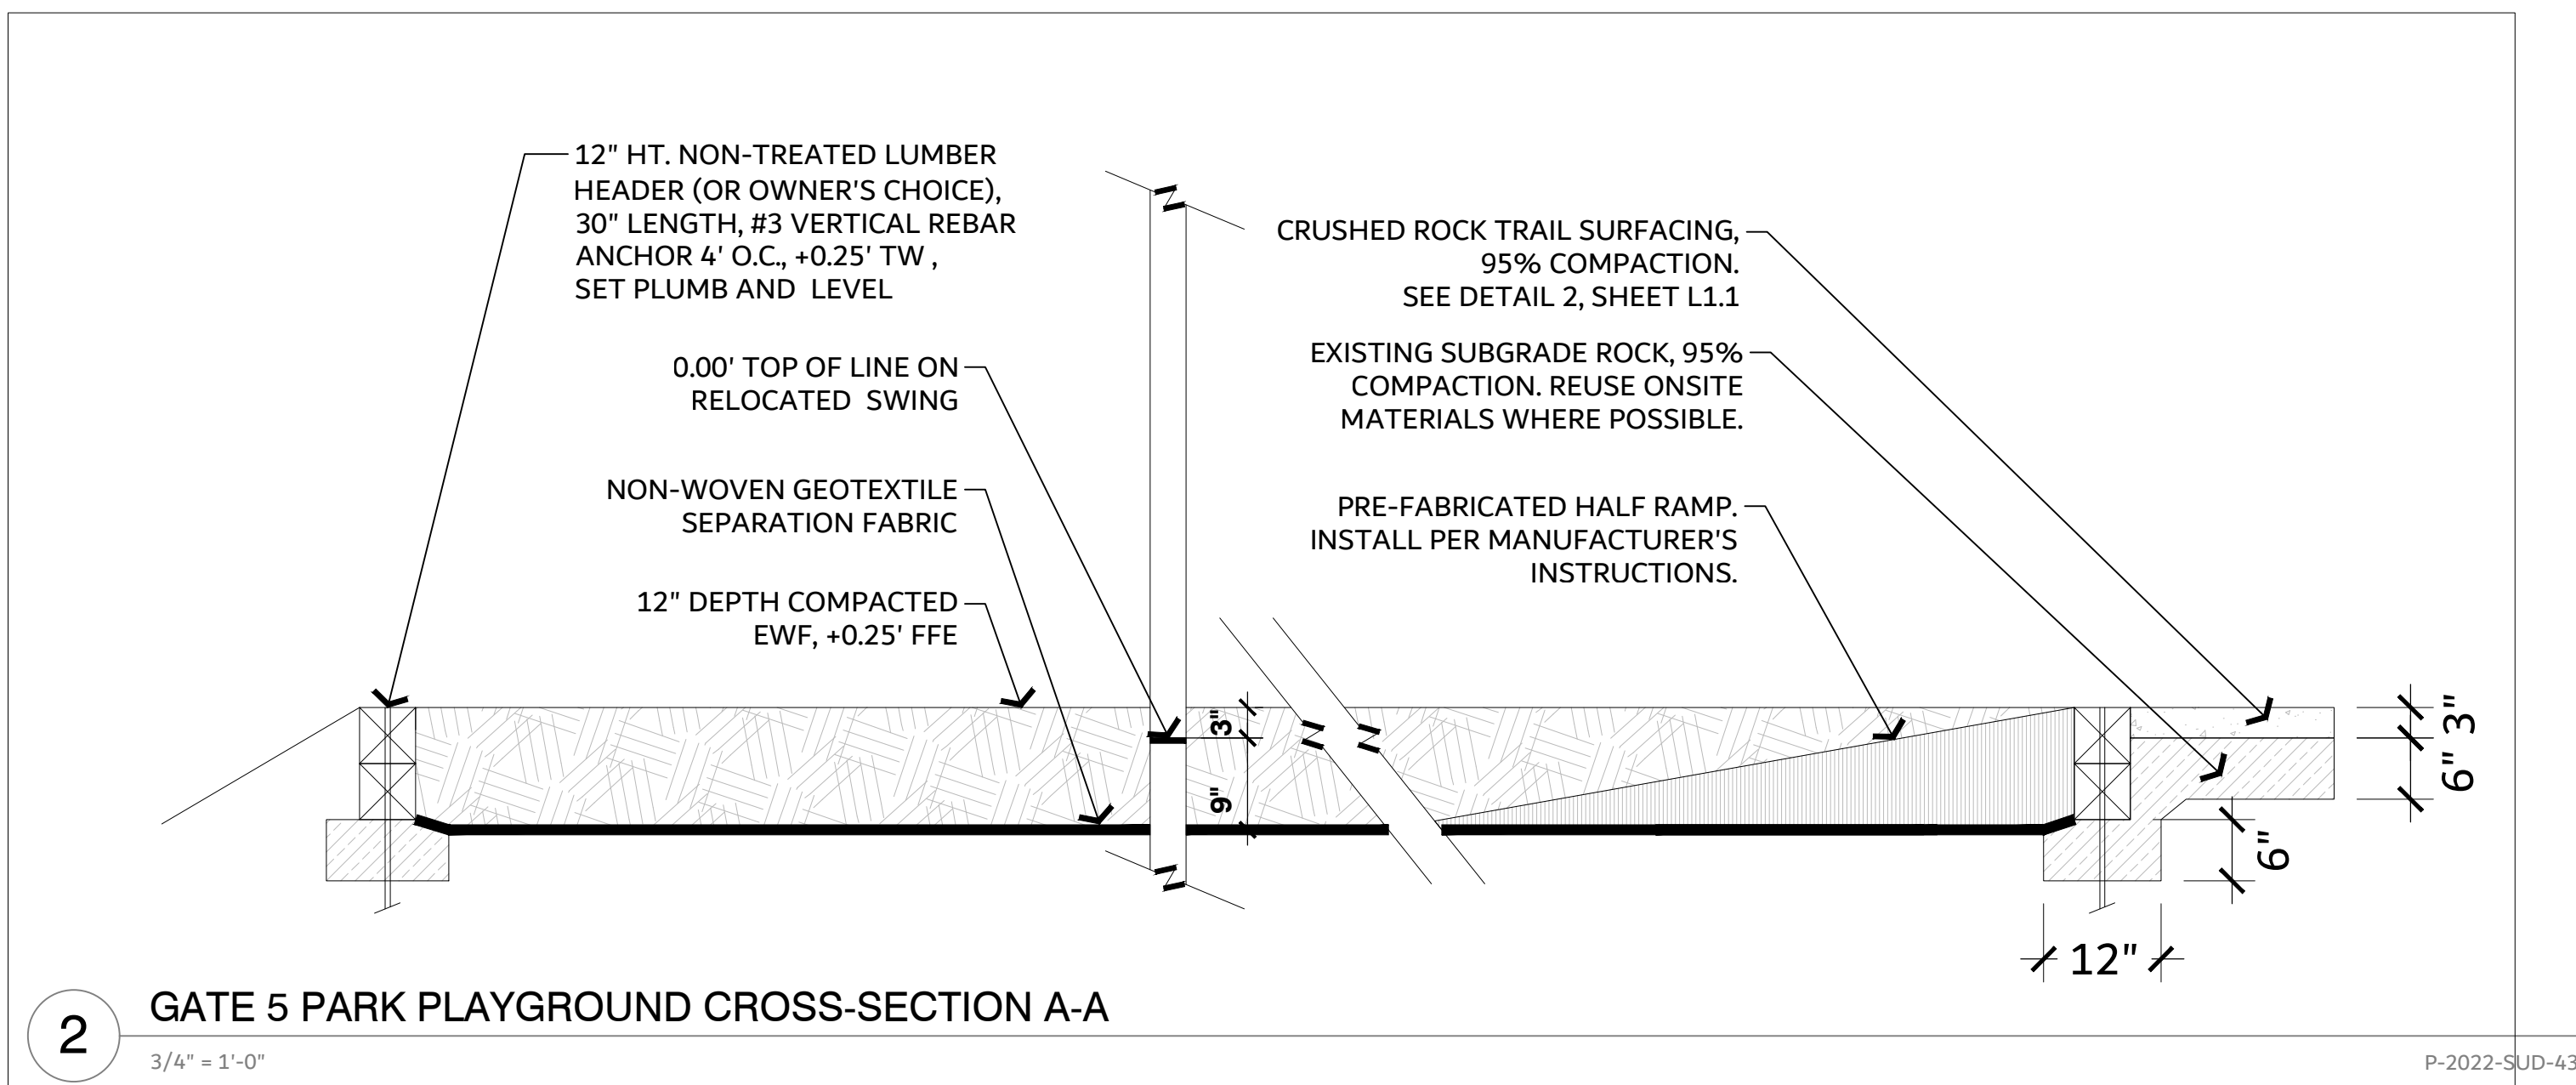 12" HT. NON-TREATED LUMBER
HEADER (OR OWNER'S CHOICE),
30" LENGTH, #3 VERTICAL REBAR
ANCHOR 4' O.C., +0.25' TW ,
SET PLUMB AND LEVEL
0.00' TOP OF LINE ON
RELOCATED SWING
NON-WOVEN GEOTEXTILE
SEPARATION FABRIC
12" DEPTH COMPACTED
EWF, +0.25' FFE
CRUSHED ROCK TRAIL SURFACING,
95% COMPACTION.
SEE DETAIL 2, SHEET L1.1
EXISTING SUBGRADE ROCK, 95%
COMPACTION. REUSE ONSITE
MATERIALS WHERE POSSIBLE.
PRE-FABRICATED HALF RAMP.
INSTALL PER MANUFACTURER'S
INSTRUCTIONS.
3"
9"
3"
6"
6"
12"
2
GATE 5 PARK PLAYGROUND CROSS-SECTION A-A
3/4" = 1'-0"
P-2022-SUD-43